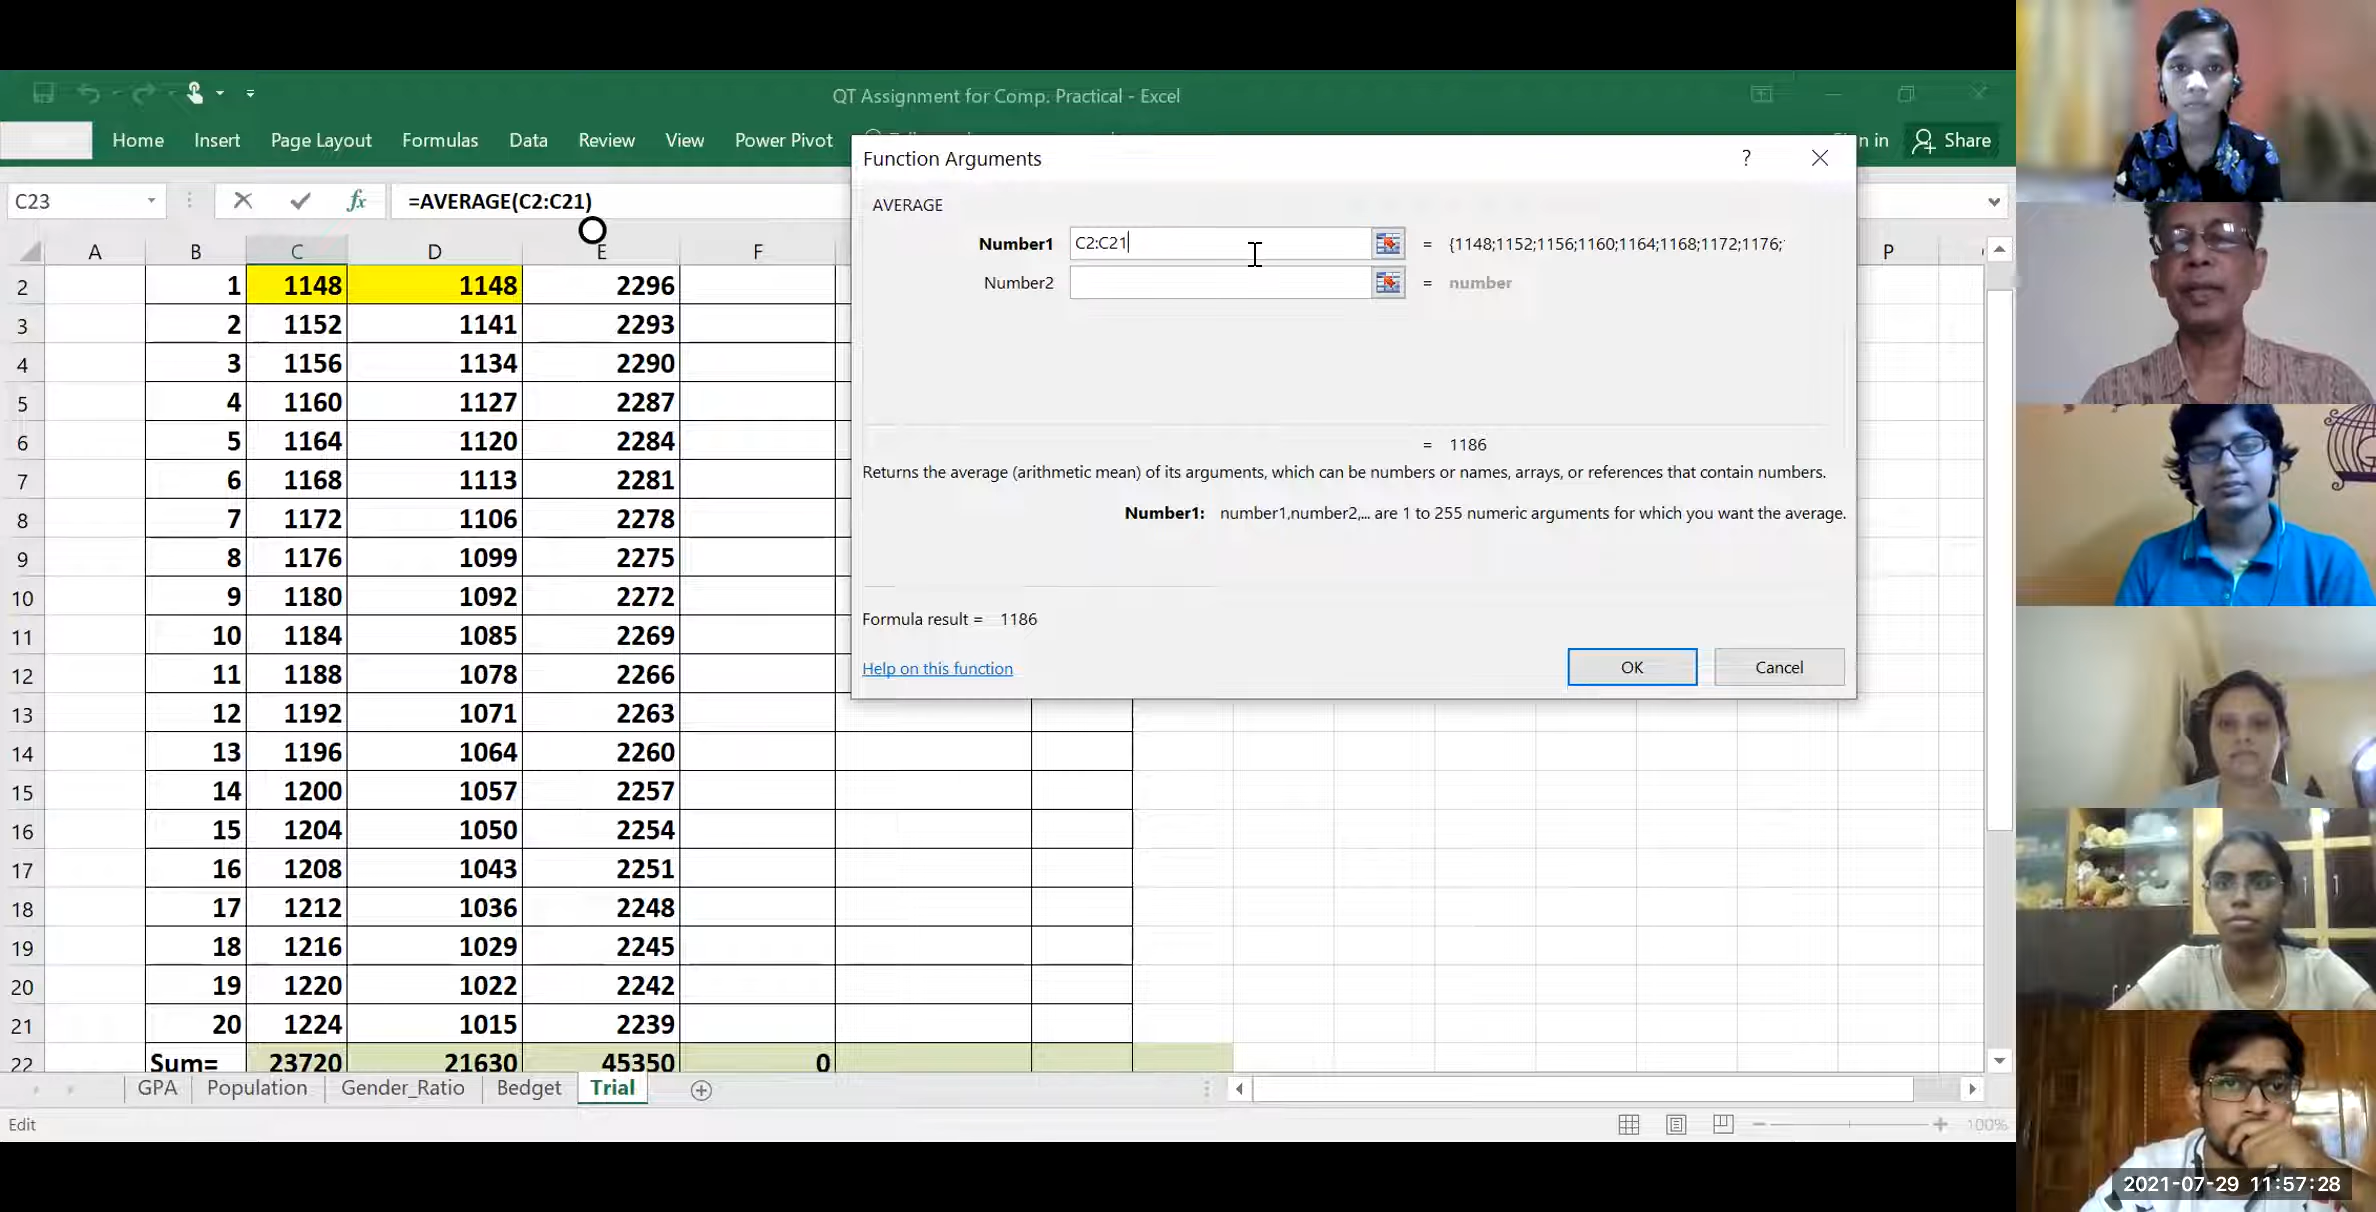 QT Assignment for Comp. Practical - Excel
Home Insert Page Layout Formulas Data Review View Power Pivot
n in Share
Function Arguments ?
C23 fx =AVERAGE(C2:C21)
AVERAGE
Number1 C2:C21 = {1148;1152;1156;1160;1164;1168;1172;1176;
Number2 = number
= 1186
Returns the average (arithmetic mean) of its arguments, which can be numbers or names, arrays, or references that contain numbers.
Number1: number1,number2,... are 1 to 255 numeric arguments for which you want the average.
Formula result = 1186
Help on this function
OK Cancel
A B C D E F P
2 1 1148 1148 2296
3 2 1152 1141 2293
4 3 1156 1134 2290
5 4 1160 1127 2287
6 5 1164 1120 2284
7 6 1168 1113 2281
8 7 1172 1106 2278
9 8 1176 1099 2275
10 9 1180 1092 2272
11 10 1184 1085 2269
12 11 1188 1078 2266
13 12 1192 1071 2263
14 13 1196 1064 2260
15 14 1200 1057 2257
16 15 1204 1050 2254
17 16 1208 1043 2251
18 17 1212 1036 2248
19 18 1216 1029 2245
20 19 1220 1022 2242
21 20 1224 1015 2239
22 Sum= 23720 21630 45350 0
GPA Population Gender_Ratio Bedget Trial
Edit
100%
2021-07-29 11:57:28